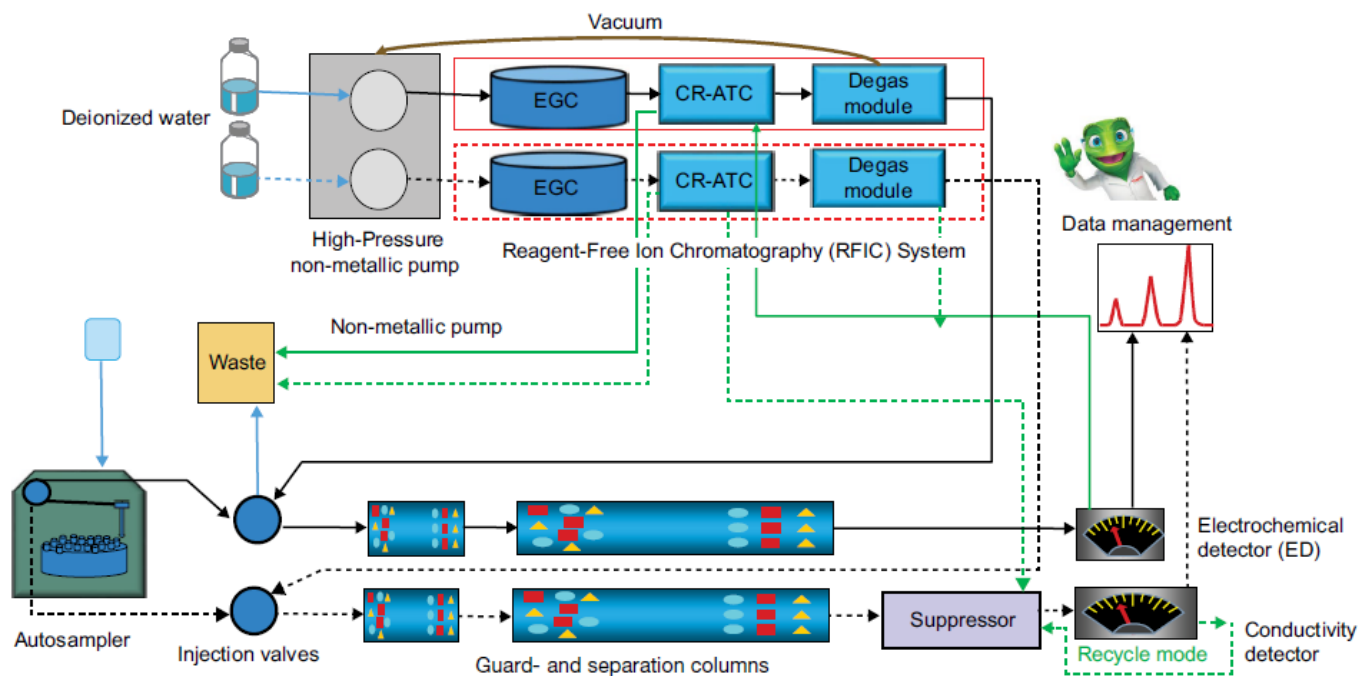 Vacuum
Deionized water
EGC
CR-ATC
Degas
module
EGC
CR-ATC
Degas
module
High-Pressure
non-metallic pump
Reagent-Free Ion Chromatography (RFIC) System
Data management
Non-metallic pump
Waste
Electrochemical
detector (ED)
Autosampler
Injection valves
Guard- and separation columns
Suppressor
Recycle mode
Conductivity
detector